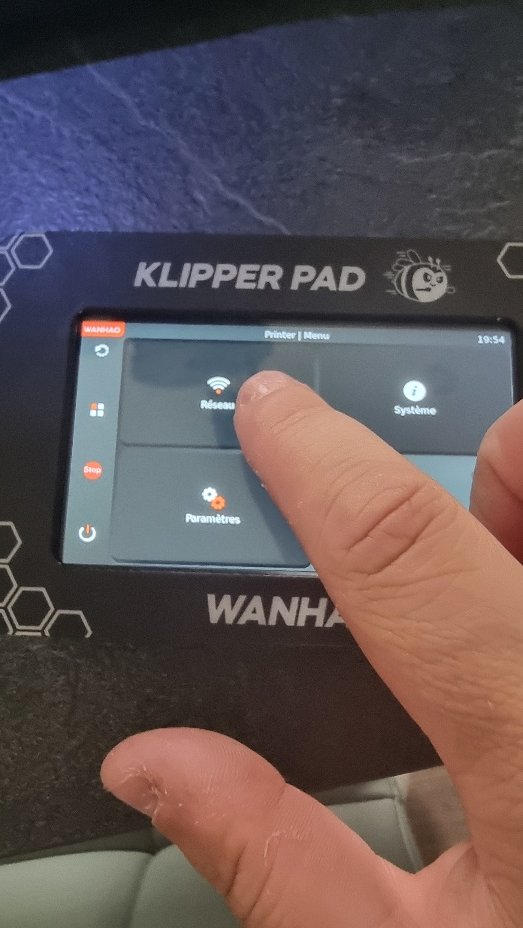 KLIPPER PAD
WANHAO
Printer | Menu
19:54
Réseau
Système
Stop
Paramètres
WANHA